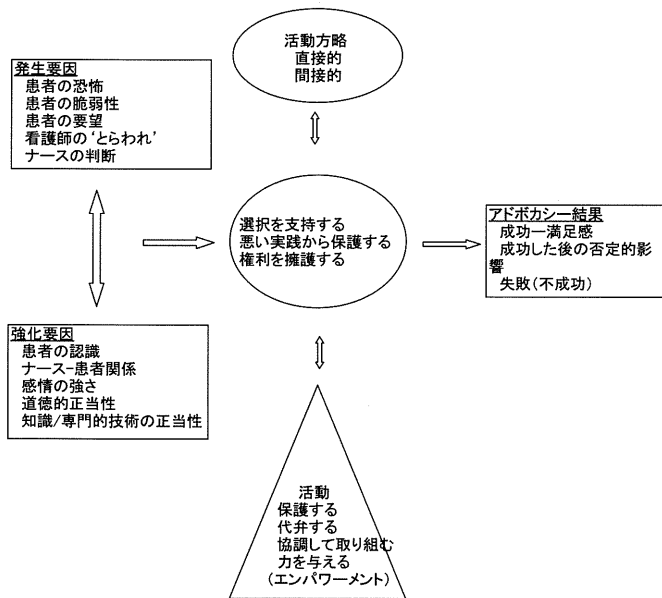 活動方略
直接的
間接的
発生要因
患者の恐怖
患者の脆弱性
患者の要望
看護師の‘とらわれ’
ナースの判断
選択を支持する
悪い実践から保護する
権利を擁護する
アドボカシー結果
成功―満足感
成功した後の否定的影
響
失敗(不成功)
強化要因
患者の認識
ナース-患者関係
感情の強さ
道徳的正当性
知識/専門的技術の正当性
活動
保護する
代弁する
協調して取り組む
力を与える
(エンパワーメント)